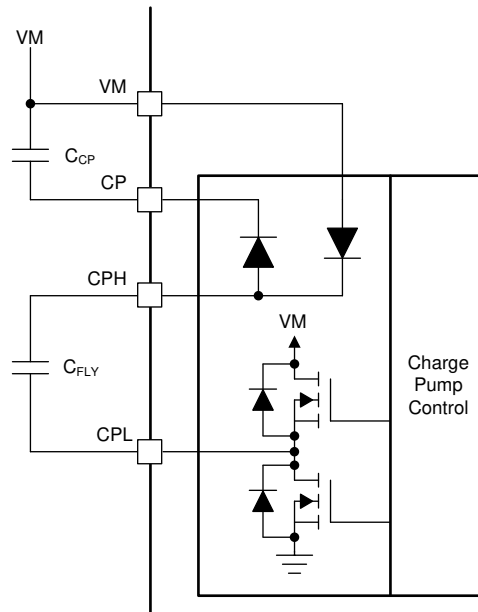 VM
VM
C_CP
CP
CPH
VM
C_FLY
CPL
Charge
Pump
Control